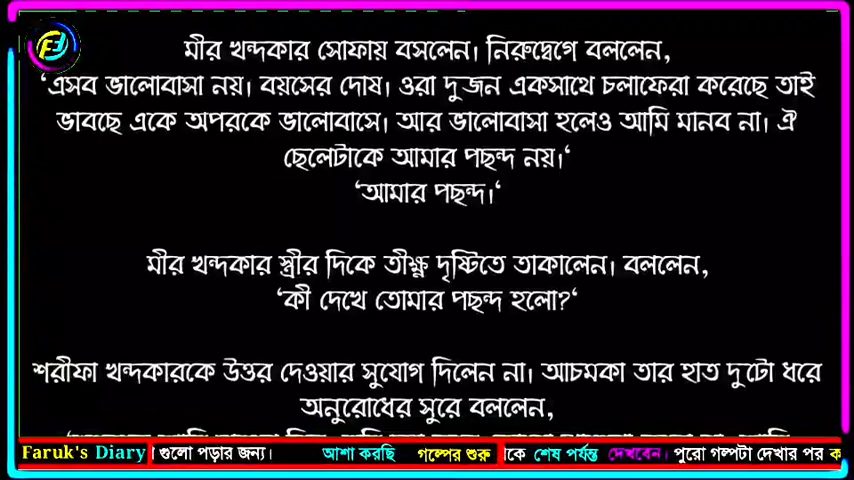 মীর খন্দকার সোফায় বসলেন। নিরুদ্বেগে বললেন,
‘এসব ভালোবাসা নয়। বয়সের দোষ। ওরা দুজন একসাথে চলাফেরা করেছে তাই
ভাবছে একে অপরকে ভালোবাসে। আর ভালোবাসা হলেও আমি মানব না। ঐ
ছেলেটাকে আমার পছন্দ নয়।‘
‘আমার পছন্দ।‘
মীর খন্দকার স্ত্রীর দিকে তীক্ষ্ণ দৃষ্টিতে তাকালেন। বললেন,
‘কী দেখে তোমার পছন্দ হলো?‘
শরীফা খন্দকারকে উত্তর দেওয়ার সুযোগ দিলেন না। আচমকা তার হাত দুটো ধরে
অনুরোধের সুরে বললেন,
Faruk's Diary গুলো পড়ার জন্য। আশা করছি গল্পের শুরু কে শেষ পর্যন্ত দেখবেন। পুরো গল্পটা দেখার পর